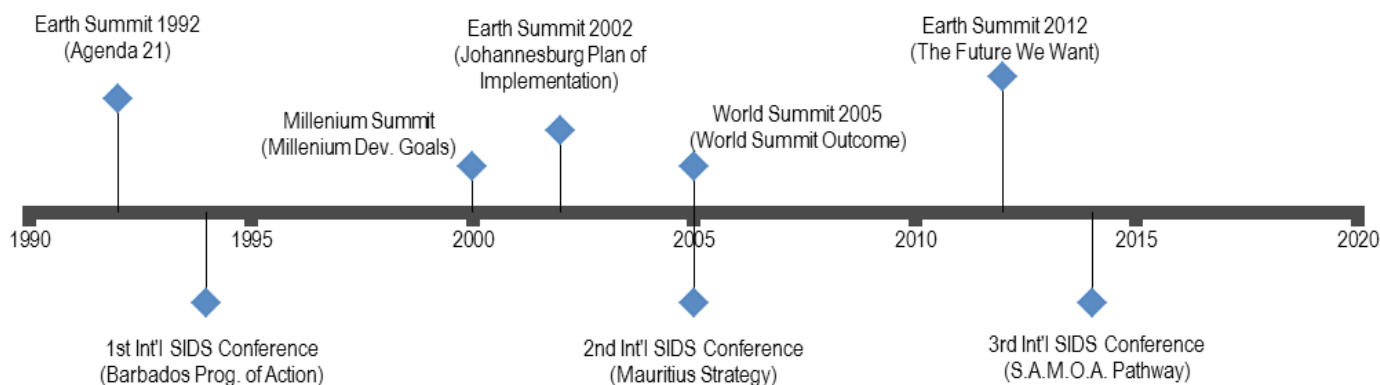 Earth Summit 1992
(Agenda 21)
Millenium Summit
(Millenium Dev. Goals)
Earth Summit 2002
(Johannesburg Plan of
Implementation)
World Summit 2005
(World Summit Outcome)
Earth Summit 2012
(The Future We Want)
1990
1995
2000
2005
2010
2015
2020
1st Int'l SIDS Conference
(Barbados Prog. of Action)
2nd Int'l SIDS Conference
(Mauritius Strategy)
3rd Int'l SIDS Conference
(S.A.M.O.A. Pathway)